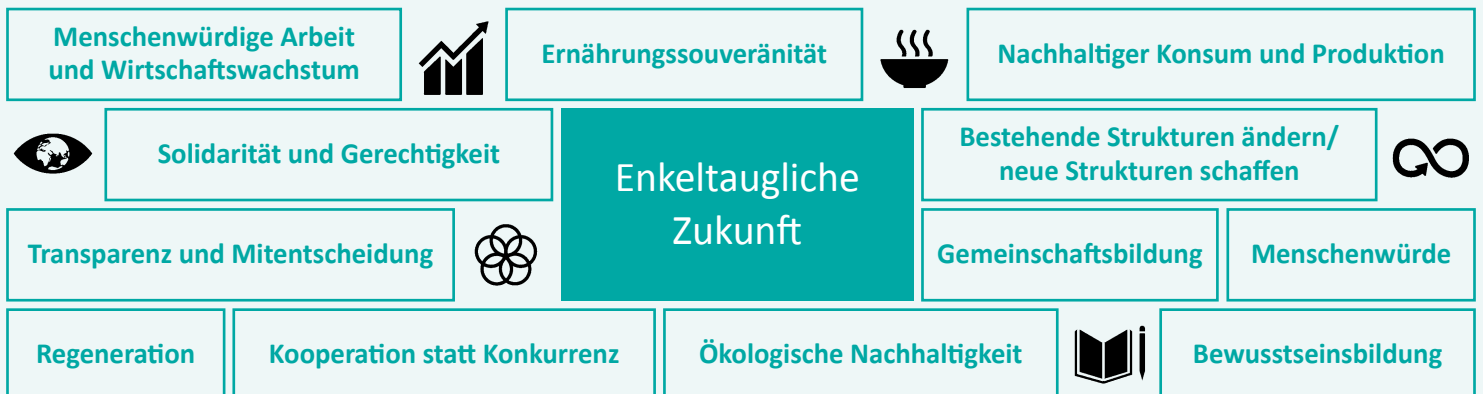 Menschenwürdige Arbeit
und Wirtschaftswachstum
Ernährungssouveränität
Nachhaltiger Konsum und Produktion
Solidarität und Gerechtigkeit
Enkeltaugliche
Zukunft
Bestehende Strukturen ändern/
neue Strukturen schaffen
Transparenz und Mitentscheidung
Gemeinschaftsbildung
Menschenwürde
Regeneration
Kooperation statt Konkurrenz
Ökologische Nachhaltigkeit
Bewusstseinsbildung